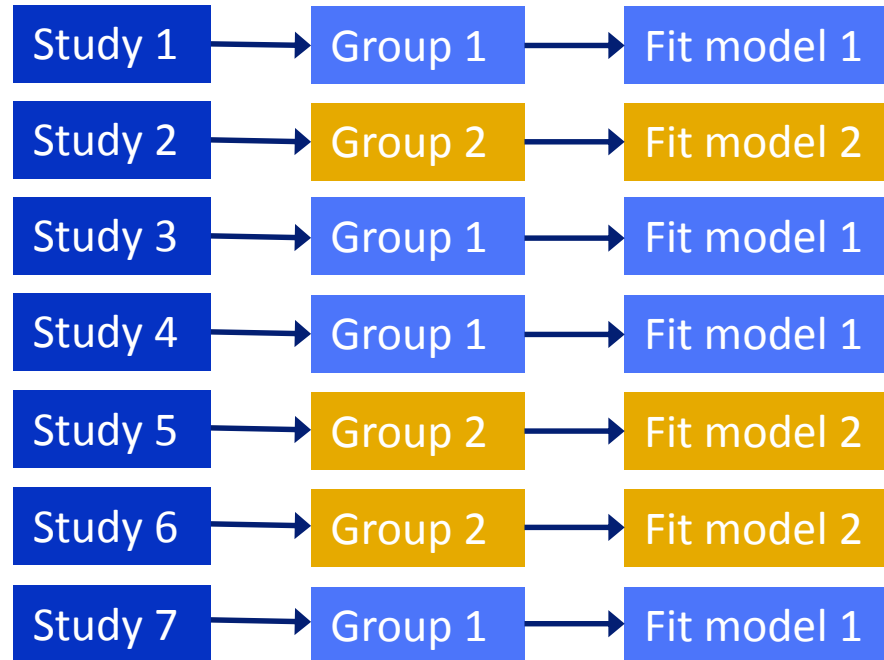 Study 1 Group 1 Fit model 1
Study 2 Group 2 Fit model 2
Study 3 Group 1 Fit model 1
Study 4 Group 1 Fit model 1
Study 5 Group 2 Fit model 2
Study 6 Group 2 Fit model 2
Study 7 Group 1 Fit model 1